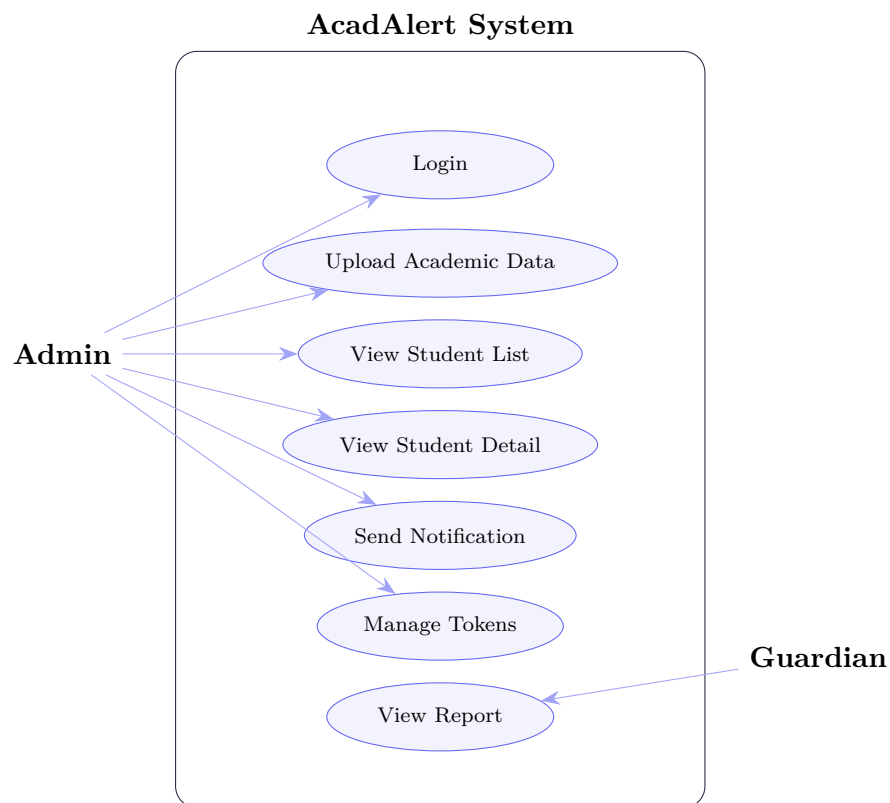 AcadAlert System
Login
Upload Academic Data
View Student List
Admin
View Student Detail
Send Notification
Manage Tokens
Guardian
View Report